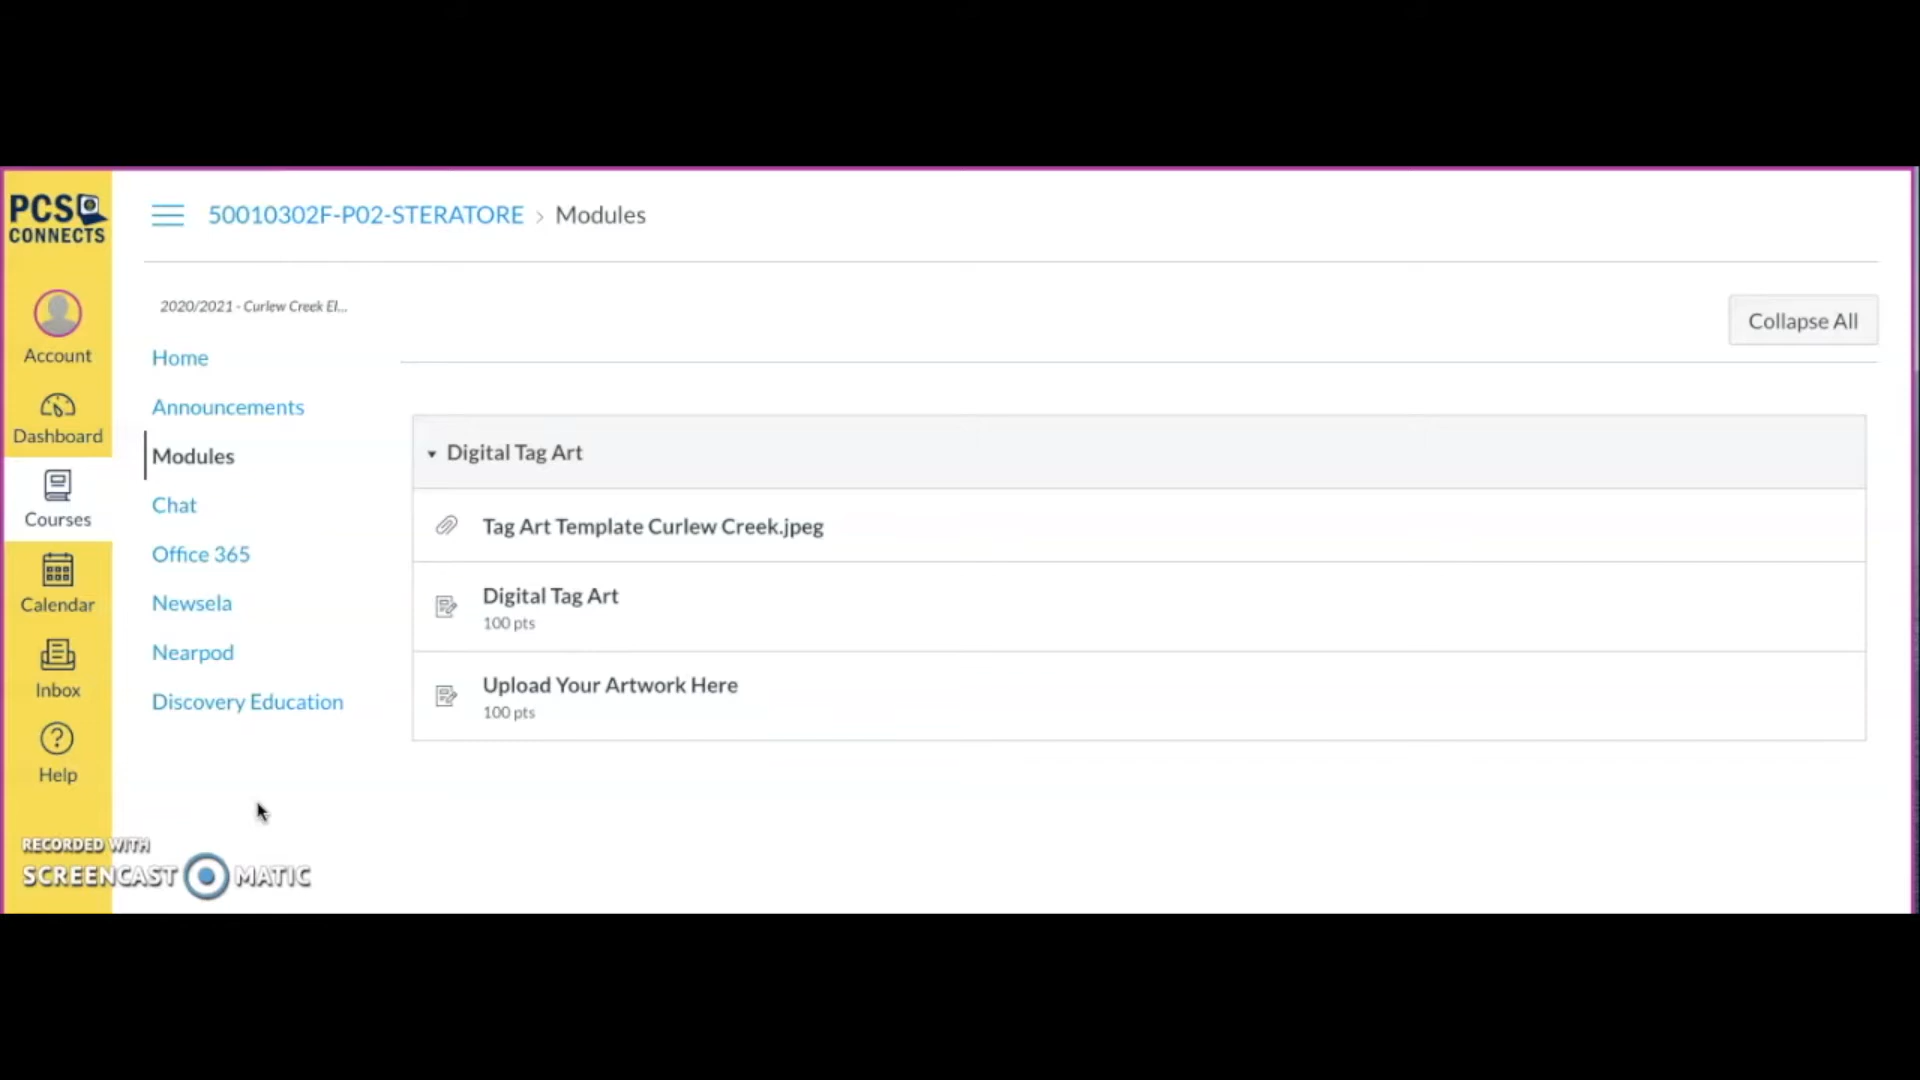 PCS
CONNECTS
50010302F-P02-STERATORE > Modules
2020/2021 - Curlew Creek El...
Collapse All
Account
Dashboard
Courses
Calendar
Inbox
Help
Home
Announcements
Modules
Chat
Office 365
Newsela
Nearpod
Discovery Education
Digital Tag Art
Tag Art Template Curlew Creek.jpeg
Digital Tag Art
100 pts
Upload Your Artwork Here
100 pts
RECORDED WITH
SCREENCAST MATIC